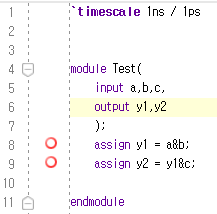 1 `timescale 1ns / 1ps
2
3
4 module Test(
5 input a,b,c,
6 output y1,y2
7 );
8 assign y1 = a&b;
9 assign y2 = y1&c;
10
11 endmodule